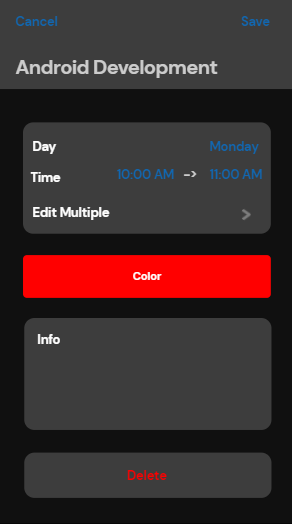 Cancel Save
Android Development
Day Monday
Time 10:00 AM -> 11:00 AM
Edit Multiple >
Color
Info
Delete